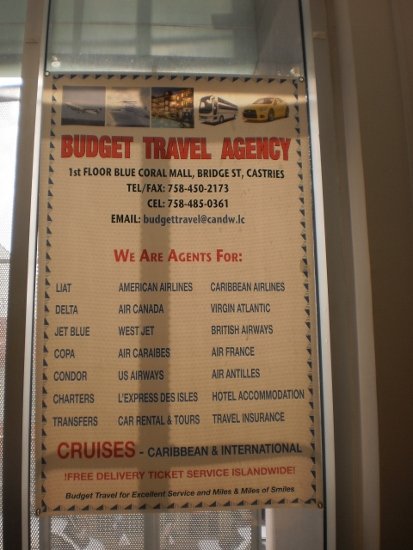 BUDGET TRAVEL AGENCY
1st FLOOR BLUE CORAL MALL, BRIDGE ST, CASTRIES
TEL/FAX: 758-450-2173
CEL: 758-485-0361
EMAIL: budgettravel@candw.lc
WE ARE AGENTS FOR:
LIAT AMERICAN AIRLINES CARIBBEAN AIRLINES
DELTA AIR CANADA VIRGIN ATLANTIC
JET BLUE WEST JET BRITISH AIRWAYS
COPA AIR CARAIBES AIR FRANCE
CONDOR US AIRWAYS AIR ANTILLES
CHARTERS L'EXPRESS DES ISLES HOTEL ACCOMMODATION
TRANSFERS CAR RENTAL & TOURS TRAVEL INSURANCE
CRUISES - CARIBBEAN & INTERNATIONAL
!FREE DELIVERY TICKET SERVICE ISLANDWIDE!
Budget Travel for Excellent Service and Miles & Miles of Smiles.